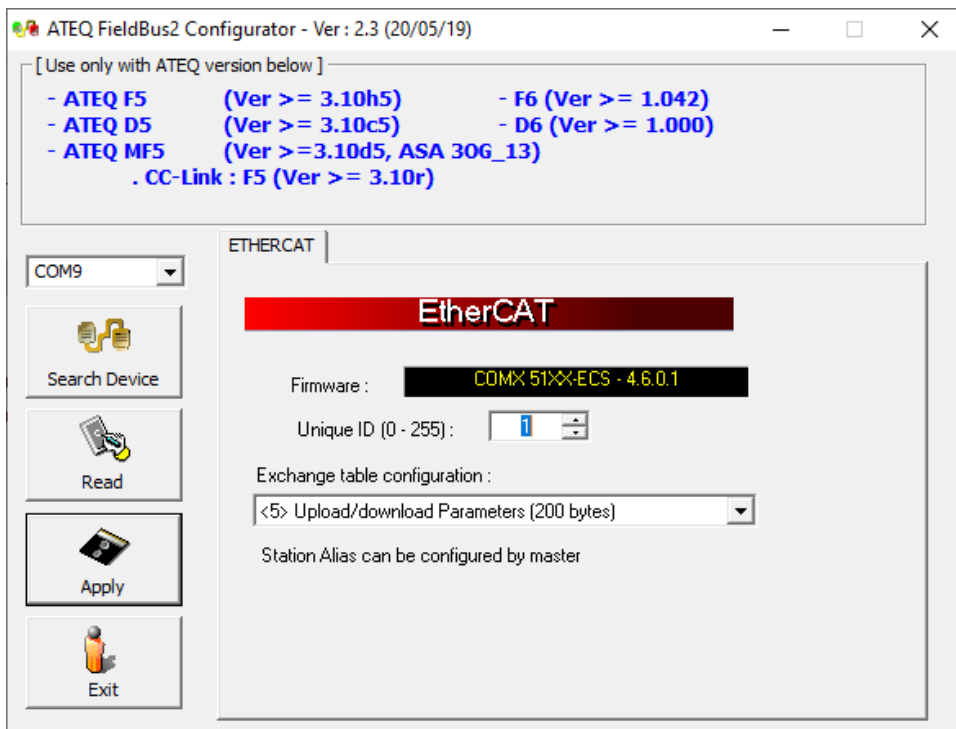 ATEQ FieldBus2 Configurator - Ver : 2.3 (20/05/19)
[ Use only with ATEQ version below ]
- ATEQ F5 (Ver >= 3.10h5) - F6 (Ver >= 1.042)
- ATEQ D5 (Ver >= 3.10c5) - D6 (Ver >= 1.000)
- ATEQ MF5 (Ver >=3.10d5, ASA 3OG_13)
. CC-Link : F5 (Ver >= 3.10r)
COM9
Search Device
Read
Apply
Exit
ETHERCAT
EtherCAT
Firmware : COMX 51XX-ECS - 4.6.0.1
Unique ID (0 - 255) : 1
Exchange table configuration :
<5> Upload/download Parameters (200 bytes)
Station Alias can be configured by master